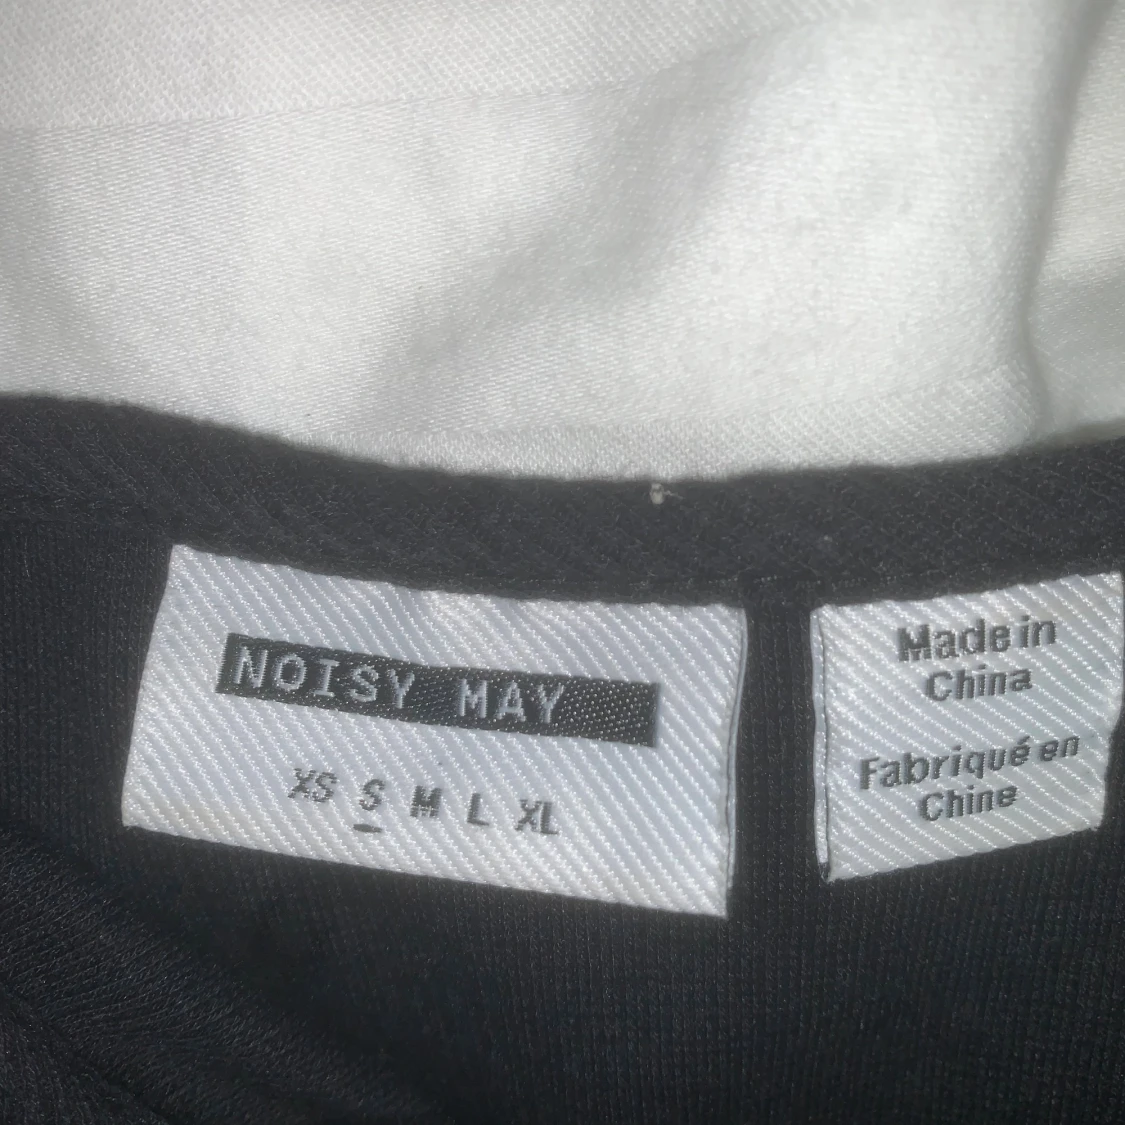 NOISY MAY
XS S M L XL
Made in
China
Fabriqué en
Chine